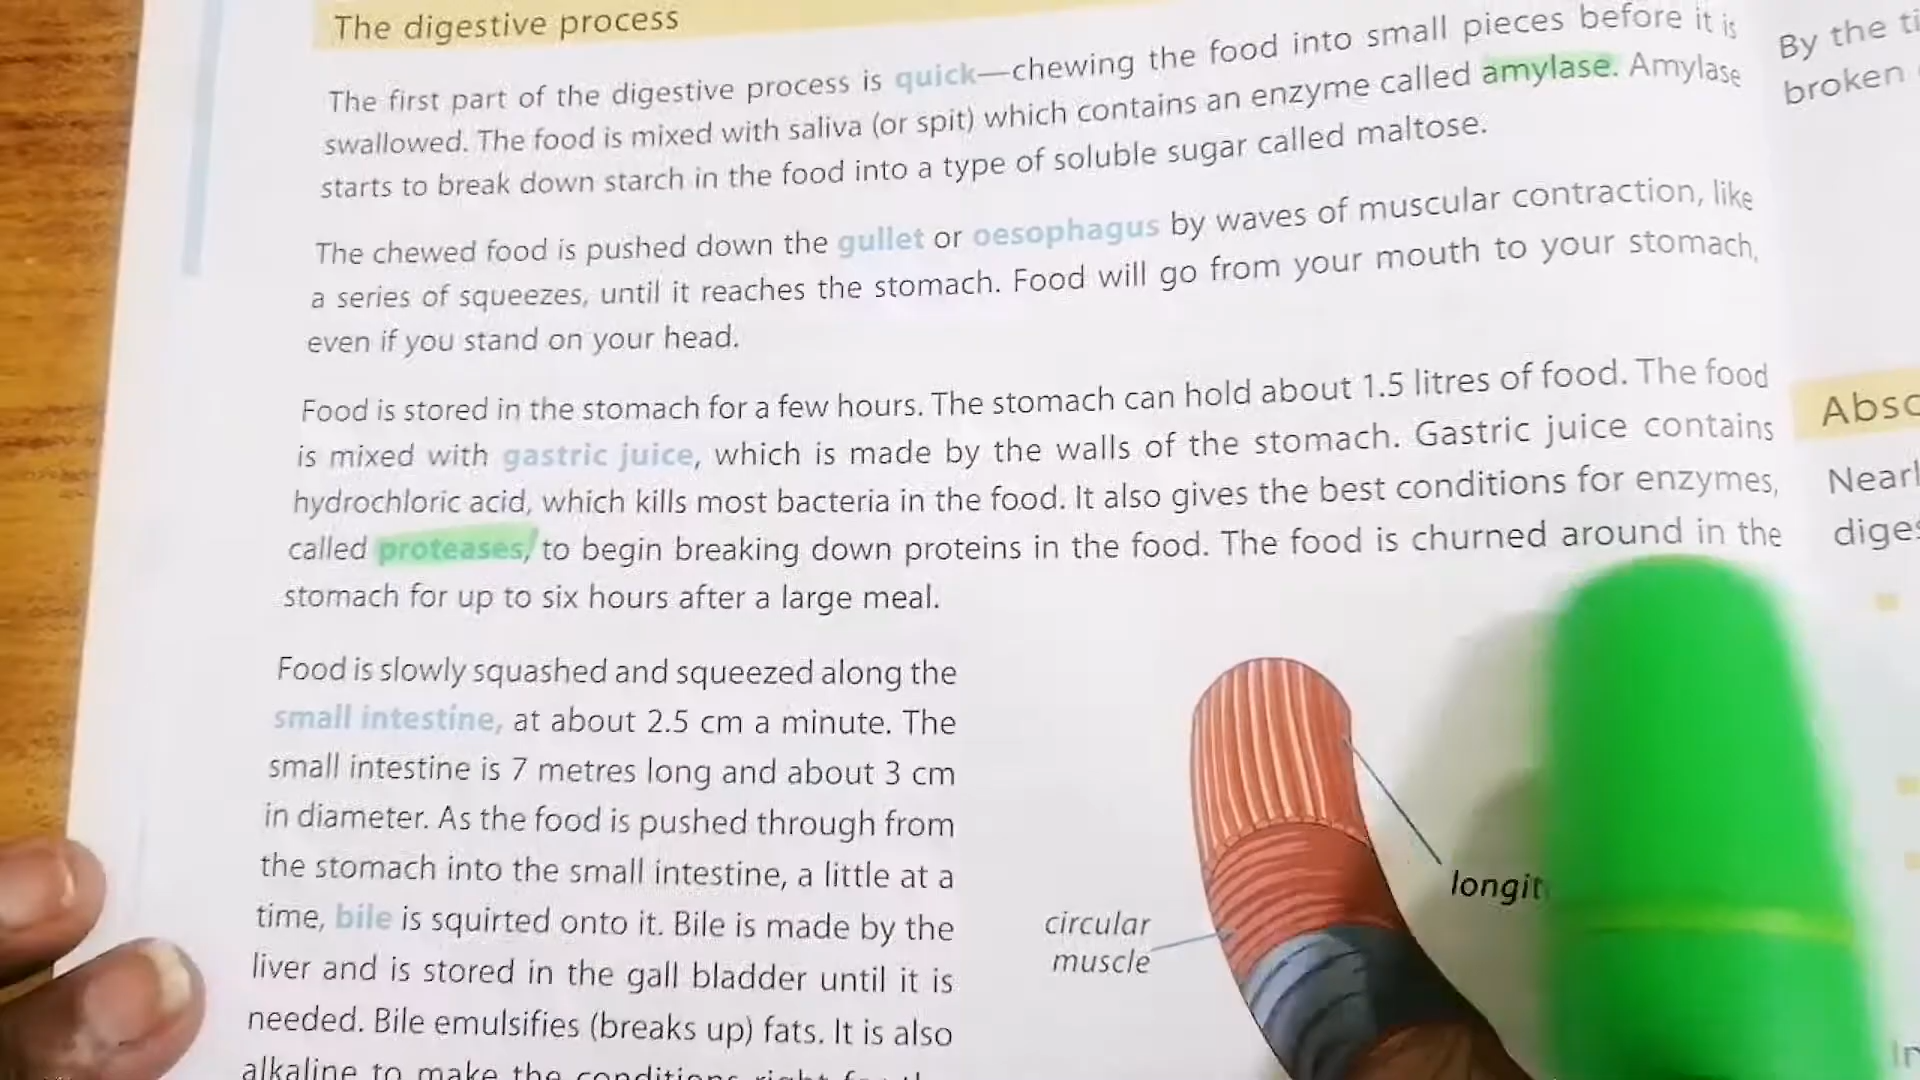 The digestive process
The first part of the digestive process is quick—chewing the food into small pieces before it is
swallowed. The food is mixed with saliva (or spit) which contains an enzyme called amylase. Amylase
starts to break down starch in the food into a type of soluble sugar called maltose.
The chewed food is pushed down the gullet or oesophagus by waves of muscular contraction, like
a series of squeezes, until it reaches the stomach. Food will go from your mouth to your stomach,
even if you stand on your head.
Food is stored in the stomach for a few hours. The stomach can hold about 1.5 litres of food. The food
is mixed with gastric juice, which is made by the walls of the stomach. Gastric juice contains
hydrochloric acid, which kills most bacteria in the food. It also gives the best conditions for enzymes,
called proteases, to begin breaking down proteins in the food. The food is churned around in the
stomach for up to six hours after a large meal.
Food is slowly squashed and squeezed along the
small intestine, at about 2.5 cm a minute. The
small intestine is 7 metres long and about 3 cm
in diameter. As the food is pushed through from
the stomach into the small intestine, a little at a
time, bile is squirted onto it. Bile is made by the
liver and is stored in the gall bladder until it is
needed. Bile emulsifies (breaks up) fats. It is also
alkaline to make the conditions right for
circular
muscle
longit
By the ti
broken
Abso
Nearl
diges